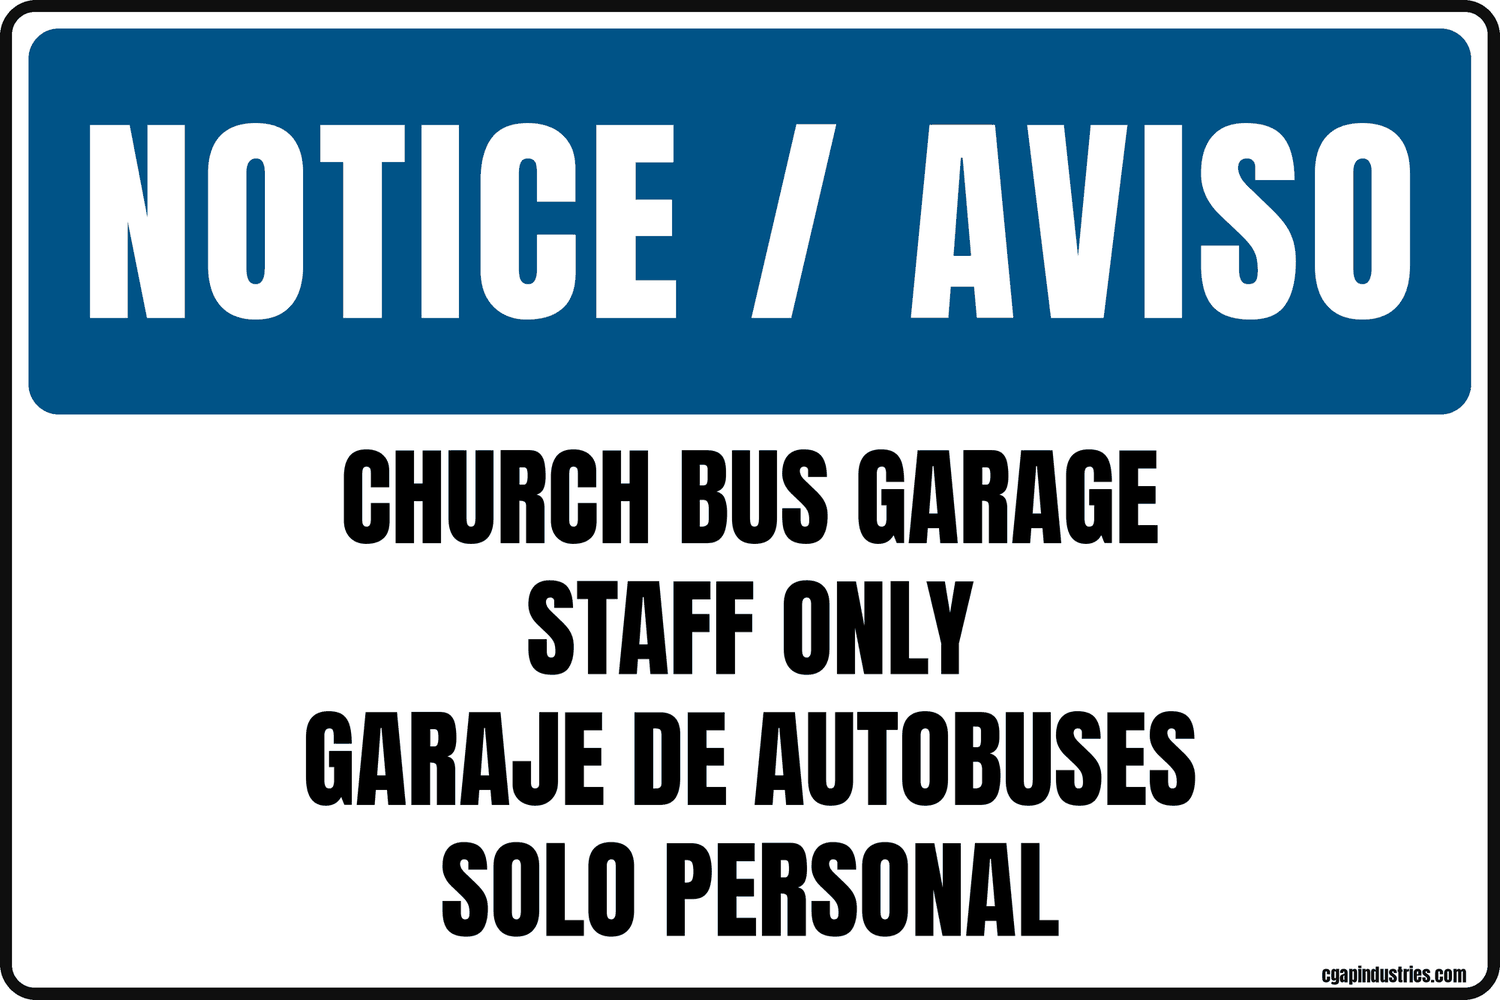 NOTICE / AVISO
CHURCH BUS GARAGE
STAFF ONLY
GARAJE DE AUTOBUSES
SOLO PERSONAL
cgapindustries.com